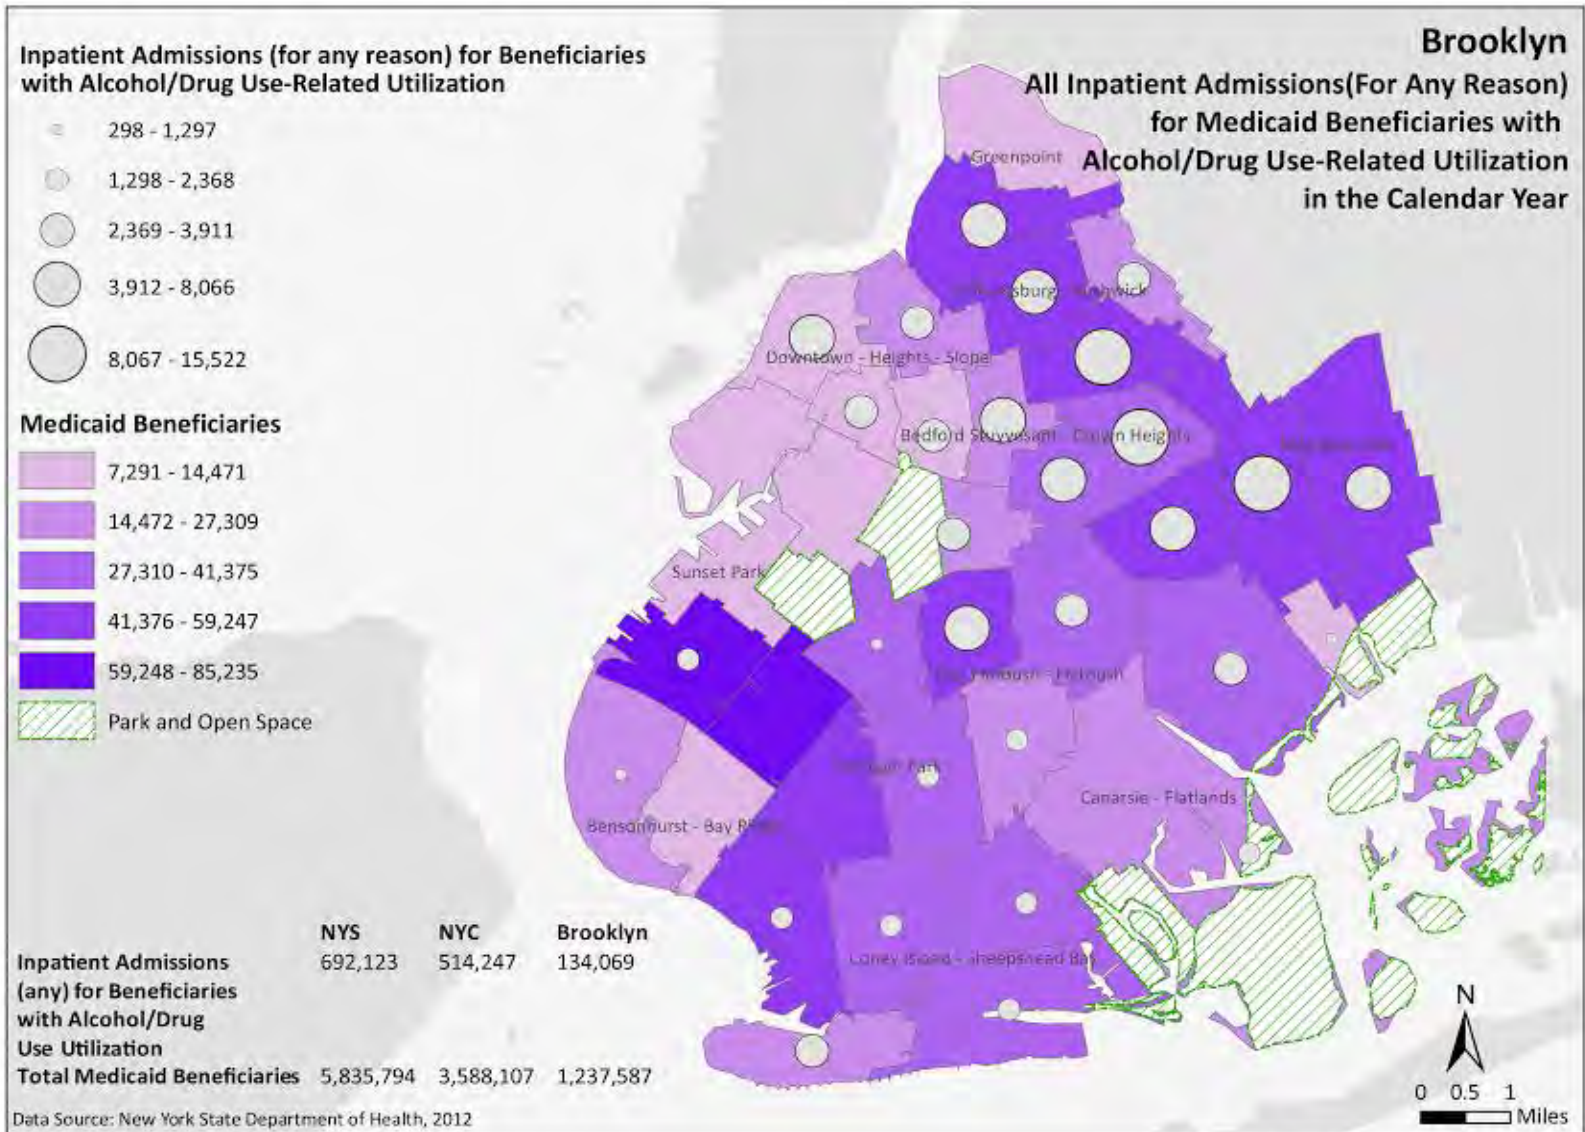 Brooklyn
All Inpatient Admissions(For Any Reason)
for Medicaid Beneficiaries with
Alcohol/Drug Use-Related Utilization
in the Calendar Year
Inpatient Admissions (for any reason) for Beneficiaries
with Alcohol/Drug Use-Related Utilization
298 - 1,297
1,298 - 2,368
2,369 - 3,911
3,912 - 8,066
8,067 - 15,522
Medicaid Beneficiaries
7,291 - 14,471
14,472 - 27,309
27,310 - 41,375
41,376 - 59,247
59,248 - 85,235
Park and Open Space
Greenpoint
Downtown - Heights - Slope
Bedford Stuyvesant - Crown Heights
Sunset Park
Flatbush
Park
Canarsie - Flatlands
Bensonhurst - Bay
Coney Island - Sheepshead Bay
NYS NYC Brooklyn
Inpatient Admissions 692,123 514,247 134,069
(any) for Beneficiaries
with Alcohol/Drug
Use Utilization
Total Medicaid Beneficiaries 5,835,794 3,588,107 1,237,587
Data Source: New York State Department of Health, 2012
N
0 0.5 1
Miles